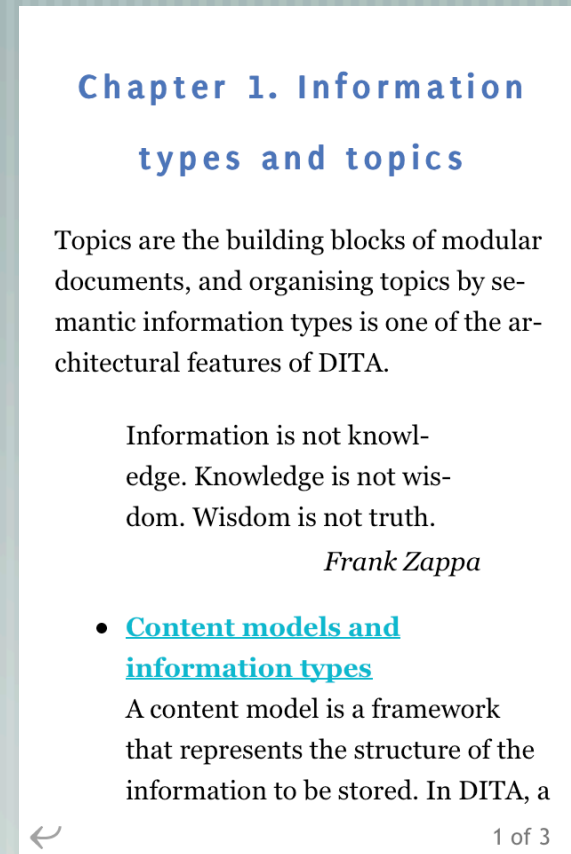 Chapter 1. Information
types and topics
Topics are the building blocks of modular
documents, and organising topics by se-
mantic information types is one of the ar-
chitectural features of DITA.
Information is not knowl-
edge. Knowledge is not wis-
dom. Wisdom is not truth.
Frank Zappa
• Content models and
information types
A content model is a framework
that represents the structure of the
information to be stored. In DITA, a
1 of 3